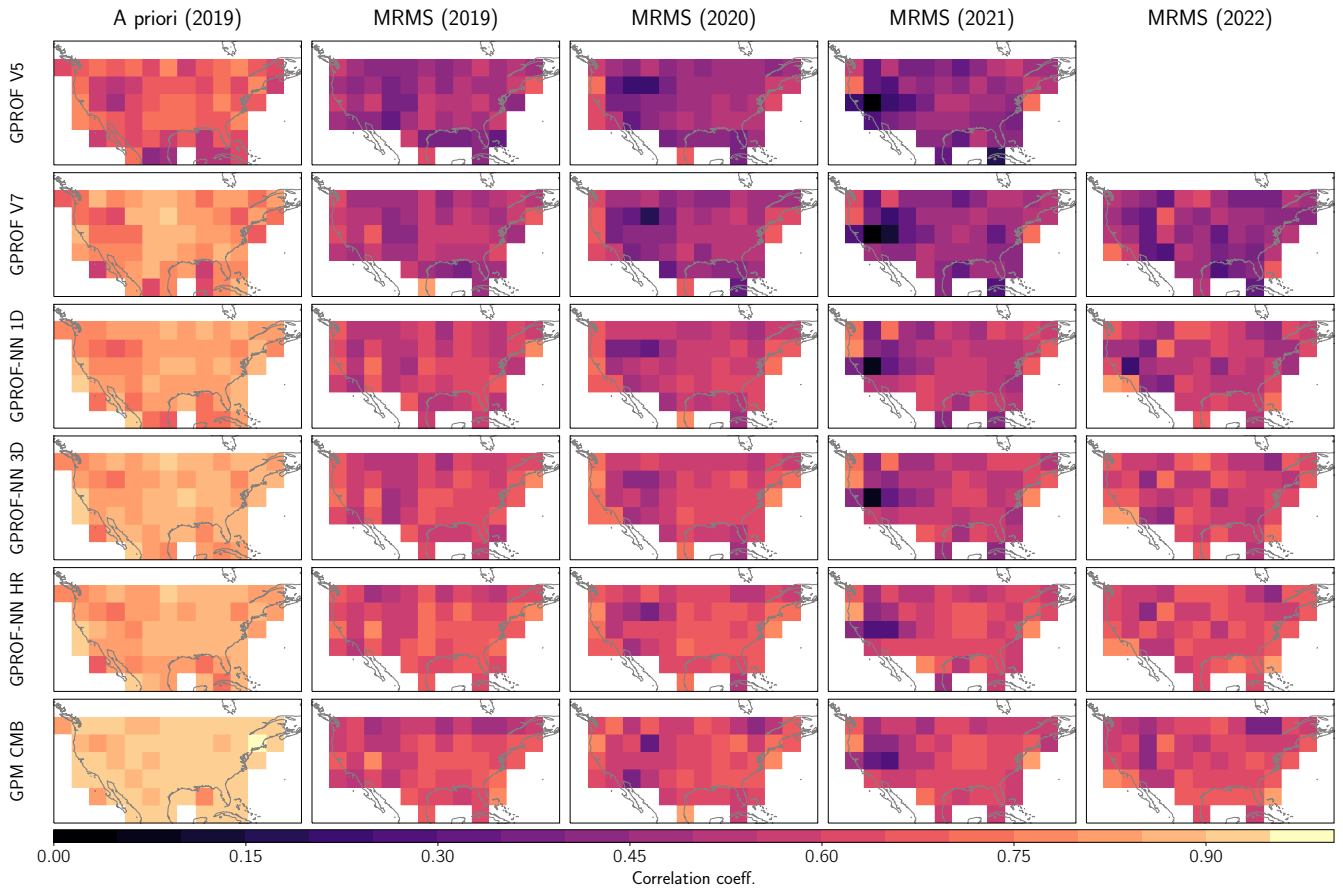 A priori (2019) MRMS (2019) MRMS (2020) MRMS (2021) MRMS (2022)
GPROF V5
GPROF V7
GPROF-NN 1D
GPROF-NN 3D
GPROF-NN HR
GPM CMB
0.00 0.15 0.30 0.45 0.60 0.75 0.90
Correlation coeff.